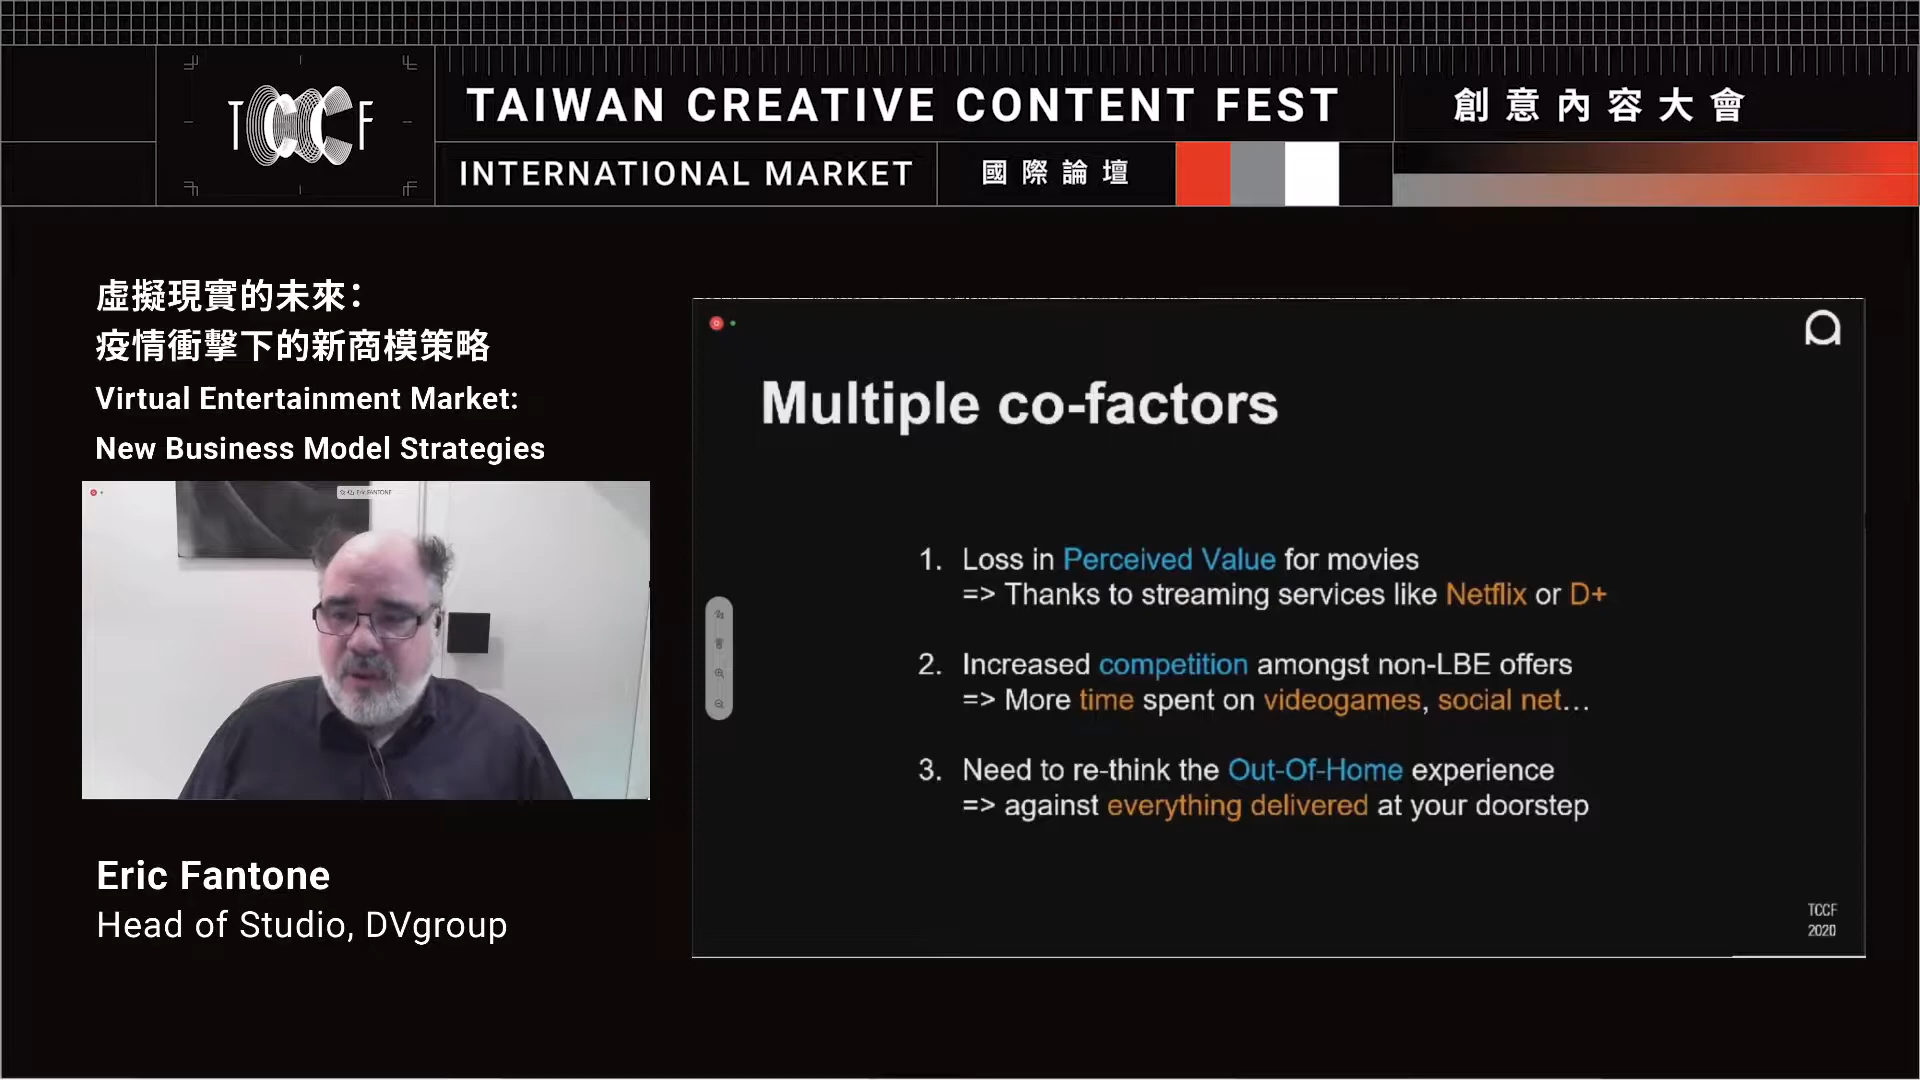 TCCF
TAIWAN CREATIVE CONTENT FEST
創意內容大會
INTERNATIONAL MARKET
國際論壇
虛擬現實的未來：
疫情衝擊下的新商模策略
Virtual Entertainment Market:
New Business Model Strategies
Eric FANTONE
Eric Fantone
Head of Studio, DVgroup
Multiple co-factors
1. Loss in Perceived Value for movies
=> Thanks to streaming services like Netflix or D+
2. Increased competition amongst non-LBE offers
=> More time spent on videogames, social net...
3. Need to re-think the Out-Of-Home experience
=> against everything delivered at your doorstep
TCCF
2020